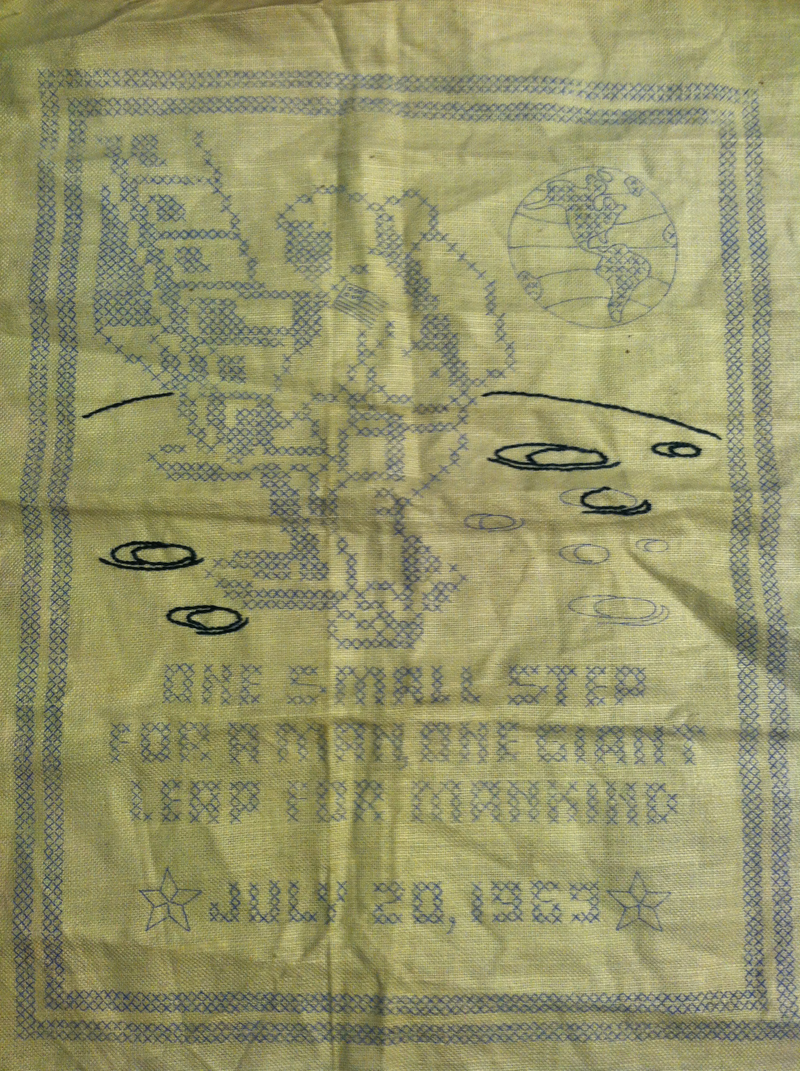 ONE SMALL STEP
FOR A MAN, ONE GIANT
LEAP FOR MANKIND
JULY 20, 1969